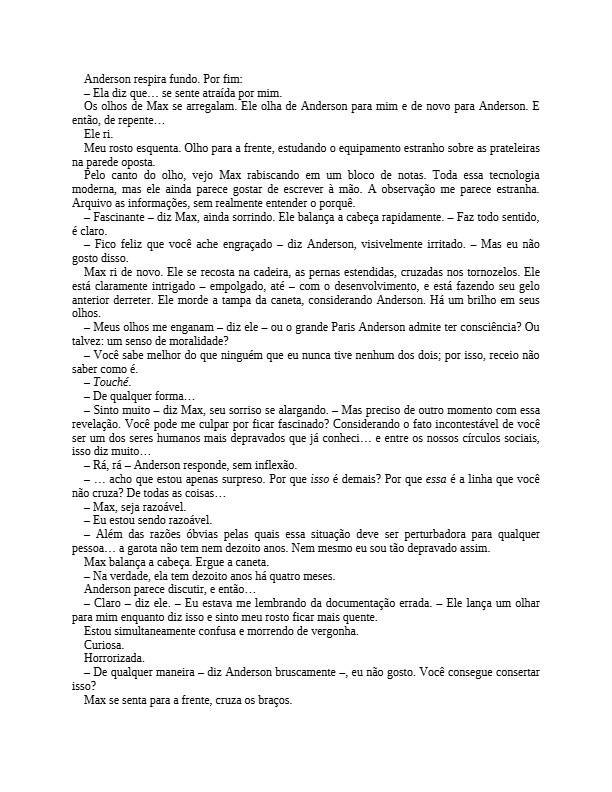 Anderson respira fundo. Por fim:
– Ela diz que… se sente atraída por mim.
Os olhos de Max se arregalam. Ele olha de Anderson para mim e de novo para Anderson. E
então, de repente…
Ele ri.
Meu rosto esquenta. Olho para a frente, estudando o equipamento estranho sobre as prateleiras
na parede oposta.
Pelo canto do olho, vejo Max rabiscando em um bloco de notas. Toda essa tecnologia
moderna, mas ele ainda parece gostar de escrever à mão. A observação me parece estranha.
Arquivo as informações, sem realmente entender o porquê.
– Fascinante – diz Max, ainda sorrindo. Ele balança a cabeça rapidamente. – Faz todo sentido,
é claro.
– Fico feliz que você ache engraçado – diz Anderson, visivelmente irritado. – Mas eu não
gosto disso.
Max ri de novo. Ele se recosta na cadeira, as pernas estendidas, cruzadas nos tornozelos. Ele
está claramente intrigado – empolgado, até – com o desenvolvimento, e está fazendo seu gelo
anterior derreter. Ele morde a tampa da caneta, considerando Anderson. Há um brilho em seus
olhos.
– Meus olhos me enganam – diz ele – ou o grande Paris Anderson admite ter consciência? Ou
talvez: um senso de moralidade?
– Você sabe melhor do que ninguém que eu nunca tive nenhum dos dois; por isso, receio não
saber como é.
– Touché.
– De qualquer forma…
– Sinto muito – diz Max, seu sorriso se alargando. – Mas preciso de outro momento com essa
revelação. Você pode me culpar por ficar fascinado? Considerando o fato incontestável de você
ser um dos seres humanos mais depravados que já conheci… e entre os nossos círculos sociais,
isso diz muito…
– Rá, rá – Anderson responde, sem inflexão.
– … acho que estou apenas surpreso. Por que isso é demais? Por que essa é a linha que você
não cruza? De todas as coisas…
– Max, seja razoável.
– Eu estou sendo razoável.
– Além das razões óbvias pelas quais essa situação deve ser perturbadora para qualquer
pessoa… a garota não tem nem dezoito anos. Nem mesmo eu sou tão depravado assim.
Max balança a cabeça. Ergue a caneta.
– Na verdade, ela tem dezoito anos há quatro meses.
Anderson parece discutir, e então…
– Claro – diz ele. – Eu estava me lembrando da documentação errada. – Ele lança um olhar
para mim enquanto diz isso e sinto meu rosto ficar mais quente.
Estou simultaneamente confusa e morrendo de vergonha.
Curiosa.
Horrorizada.
– De qualquer maneira – diz Anderson bruscamente –, eu não gosto. Você consegue consertar
isso?
Max se senta para a frente, cruza os braços.